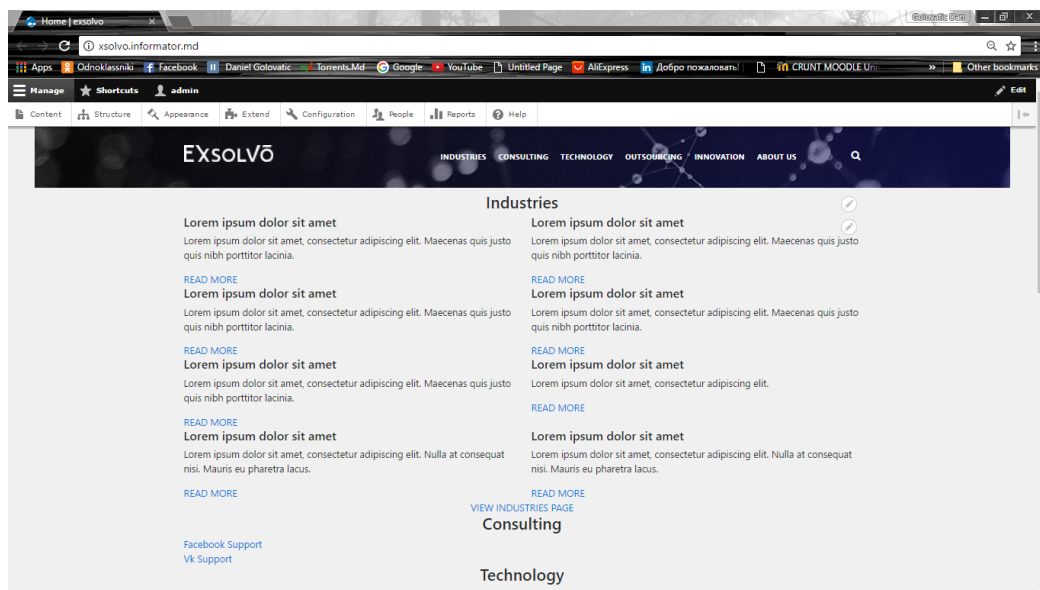 Home | exsolvo
Golovatic Dan
xsolvo.informator.md
Apps Odnoklassniki Facebook Daniel Golovatic Torrents.Md Google YouTube Untitled Page AliExpress Добро пожаловать! CRUNT MOODLE Uni » Other bookmarks
Manage Shortcuts admin Edit
Content Structure Appearance Extend Configuration People Reports Help
EXSOLVŌ INDUSTRIES CONSULTING TECHNOLOGY OUTSOURCING INNOVATION ABOUT US
Industries
Lorem ipsum dolor sit amet Lorem ipsum dolor sit amet
Lorem ipsum dolor sit amet, consectetur adipiscing elit. Maecenas quis justo Lorem ipsum dolor sit amet, consectetur adipiscing elit. Maecenas quis justo
quis nibh porttitor lacinia. quis nibh porttitor lacinia.
READ MORE READ MORE
Lorem ipsum dolor sit amet Lorem ipsum dolor sit amet
Lorem ipsum dolor sit amet, consectetur adipiscing elit. Maecenas quis justo Lorem ipsum dolor sit amet, consectetur adipiscing elit. Maecenas quis justo
quis nibh porttitor lacinia. quis nibh porttitor lacinia.
READ MORE READ MORE
Lorem ipsum dolor sit amet Lorem ipsum dolor sit amet
Lorem ipsum dolor sit amet, consectetur adipiscing elit. Maecenas quis justo Lorem ipsum dolor sit amet, consectetur adipiscing elit.
quis nibh porttitor lacinia.
READ MORE
READ MORE
Lorem ipsum dolor sit amet Lorem ipsum dolor sit amet
Lorem ipsum dolor sit amet, consectetur adipiscing elit. Nulla at consequat Lorem ipsum dolor sit amet, consectetur adipiscing elit. Nulla at consequat
nisi. Mauris eu pharetra lacus. nisi. Mauris eu pharetra lacus.
READ MORE READ MORE
VIEW INDUSTRIES PAGE
Consulting
Facebook Support
Vk Support
Technology